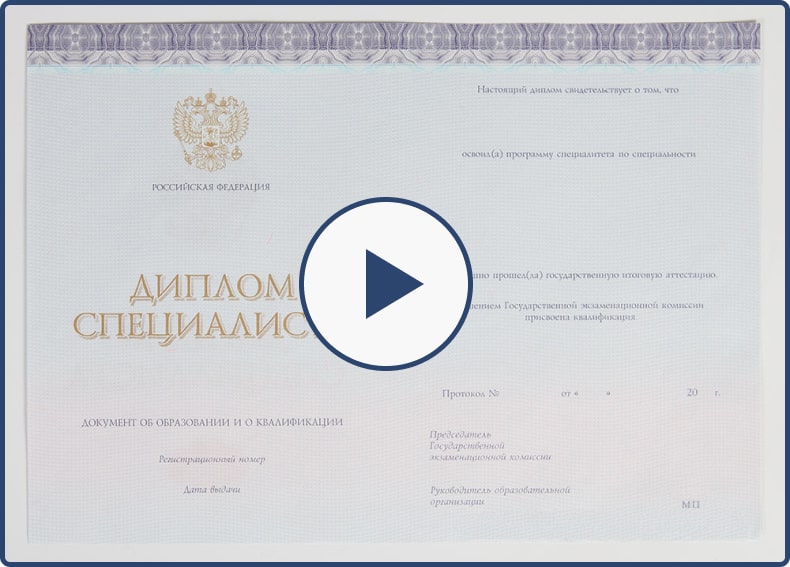 РОССИЙСКАЯ ФЕДЕРАЦИЯ
ДИПЛОМ
ДОКУМЕНТ ОБ ОБРАЗОВАНИИ И О КВАЛИФИКАЦИИ
Регистрационный номер
Дата выдачи
Настоящий диплом свидетельствует о том, что
освоил(а) программу специалитета по специальности
прошел(ла) государственную итоговую аттестацию.
Государственной экзаменационной комиссии
присвоена квалификация
Протокол № от « » 20 г.
Председатель
Государственной
экзаменационной комиссии
Руководитель образовательной
организации
МП